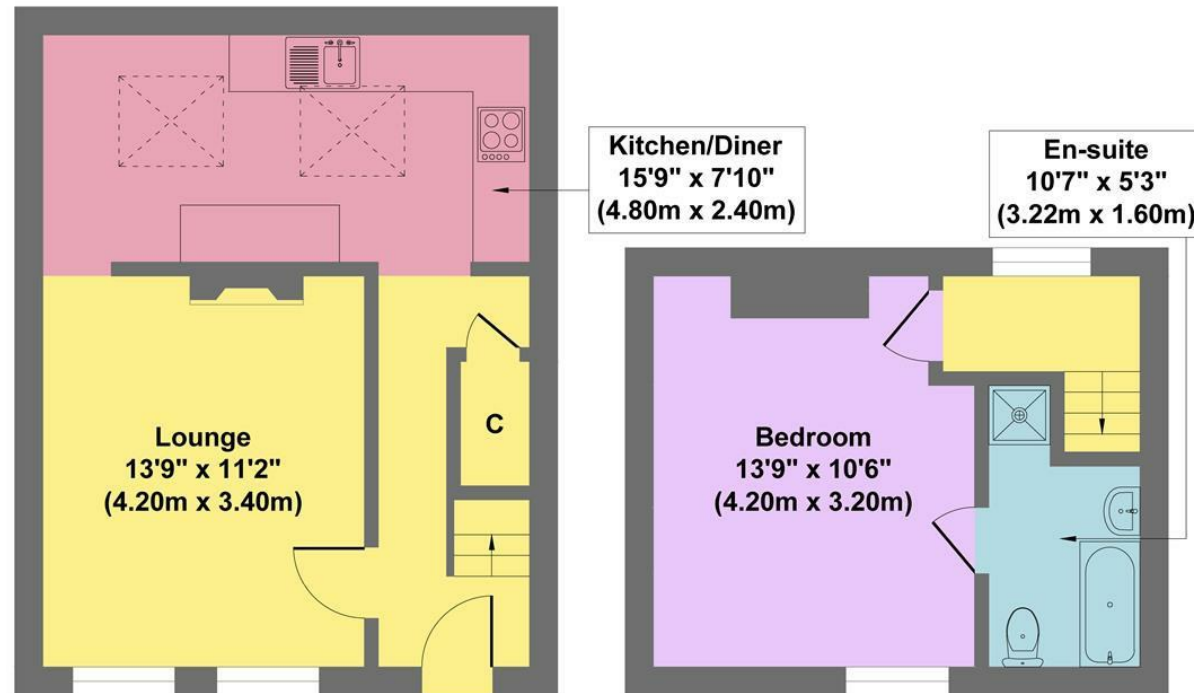 Kitchen/Diner
15'9" x 7'10"
(4.80m x 2.40m)
En-suite
10'7" x 5'3"
(3.22m x 1.60m)
Lounge
13'9" x 11'2"
(4.20m x 3.40m)
C
Bedroom
13'9" x 10'6"
(4.20m x 3.20m)